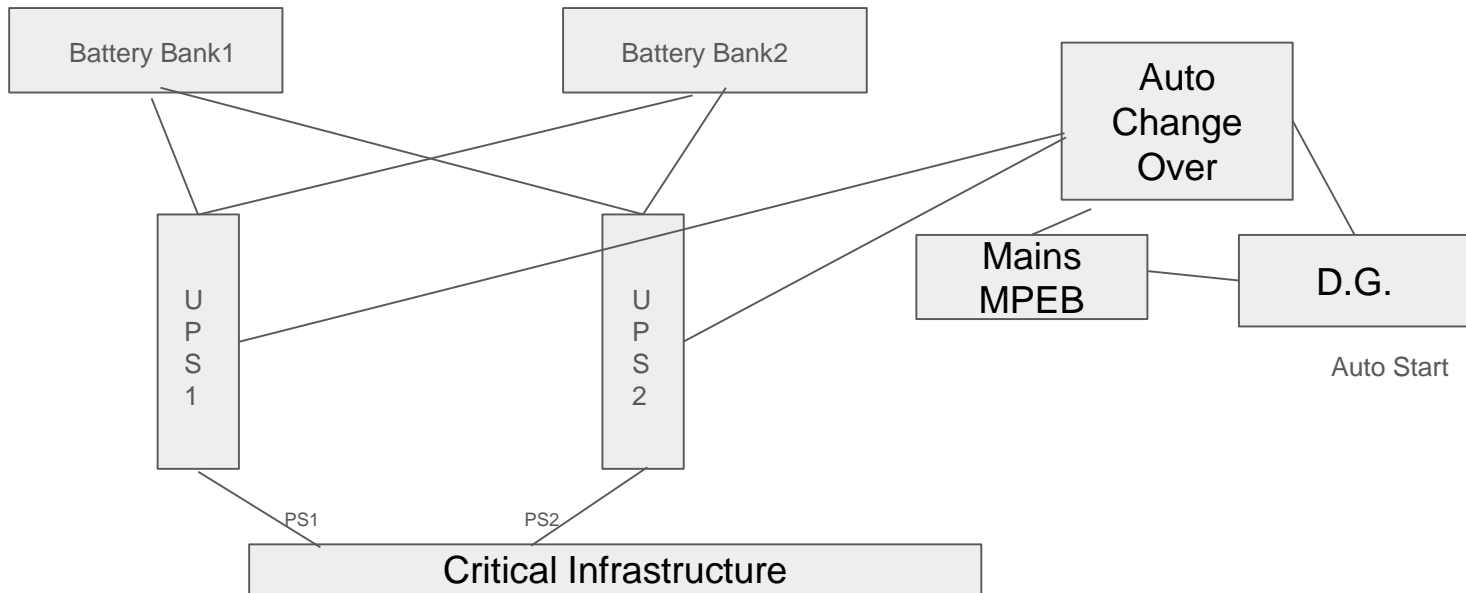 Battery Bank1
Battery Bank2
Auto
Change
Over
Mains
MPEB
D.G.
Auto Start
U
P
S
1
U
P
S
2
PS1
PS2
Critical Infrastructure